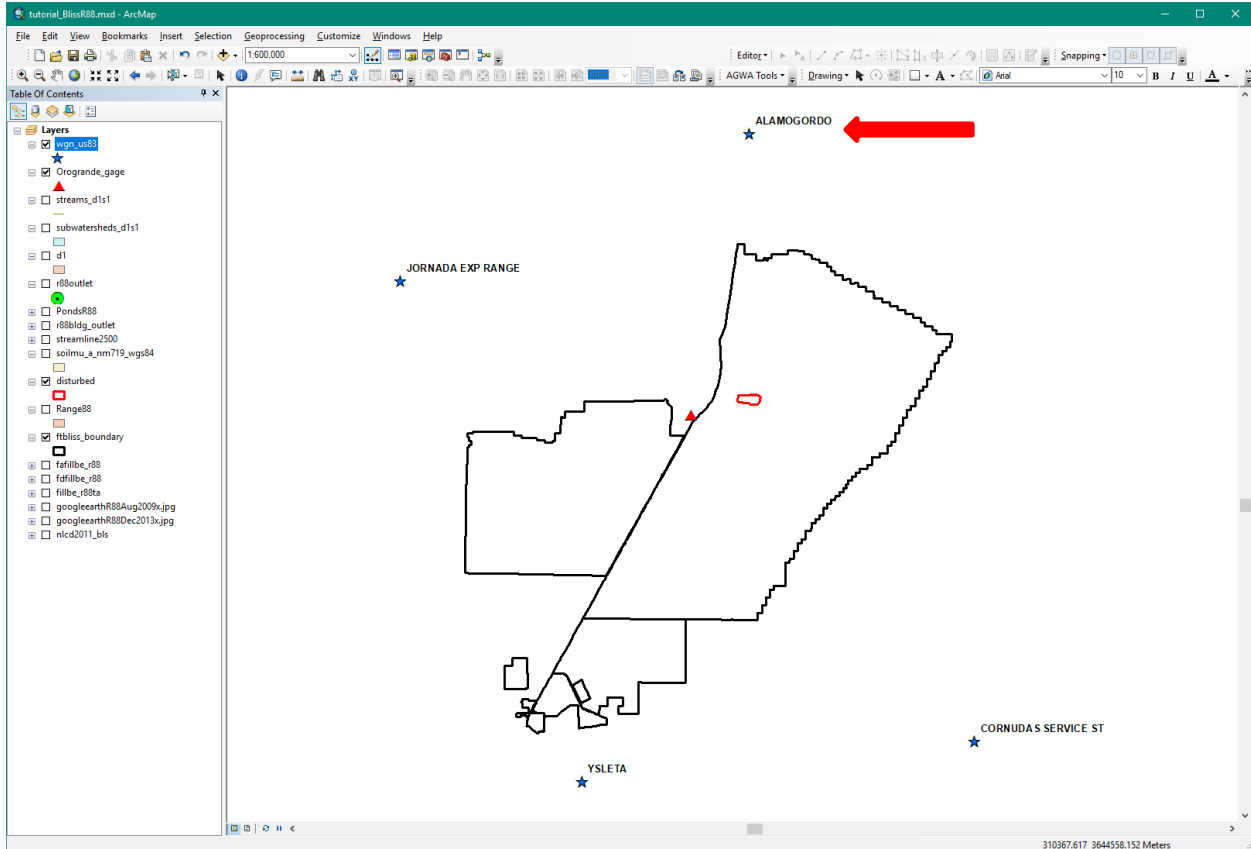 tutorial_BlissR88.mxd - ArcMap
File Edit View Bookmarks Insert Selection Geoprocessing Customize Windows Help
1:600,000
Editor
Snapping
AGWA Tools
Drawing
Arial
10
B I U A
Table Of Contents
Layers
wgn_us83
Orogrande_gage
streams_d1s1
subwatersheds_d1s1
d1
r88outlet
PondsR88
r88bldg_outlet
streamline2500
soilmu_a_nm719_wgs84
disturbed
Range88
ftbliss_boundary
fafillbe_r88
fdfillbe_r88
fillbe_r88ta
googleearthR88Aug2009x.jpg
googleearthR88Dec2013x.jpg
nlcd2011_bls
ALAMOGORDO
JORNADA EXP RANGE
CORNUDAS SERVICE ST
YSLETA
310367.617 3644558.152 Meters